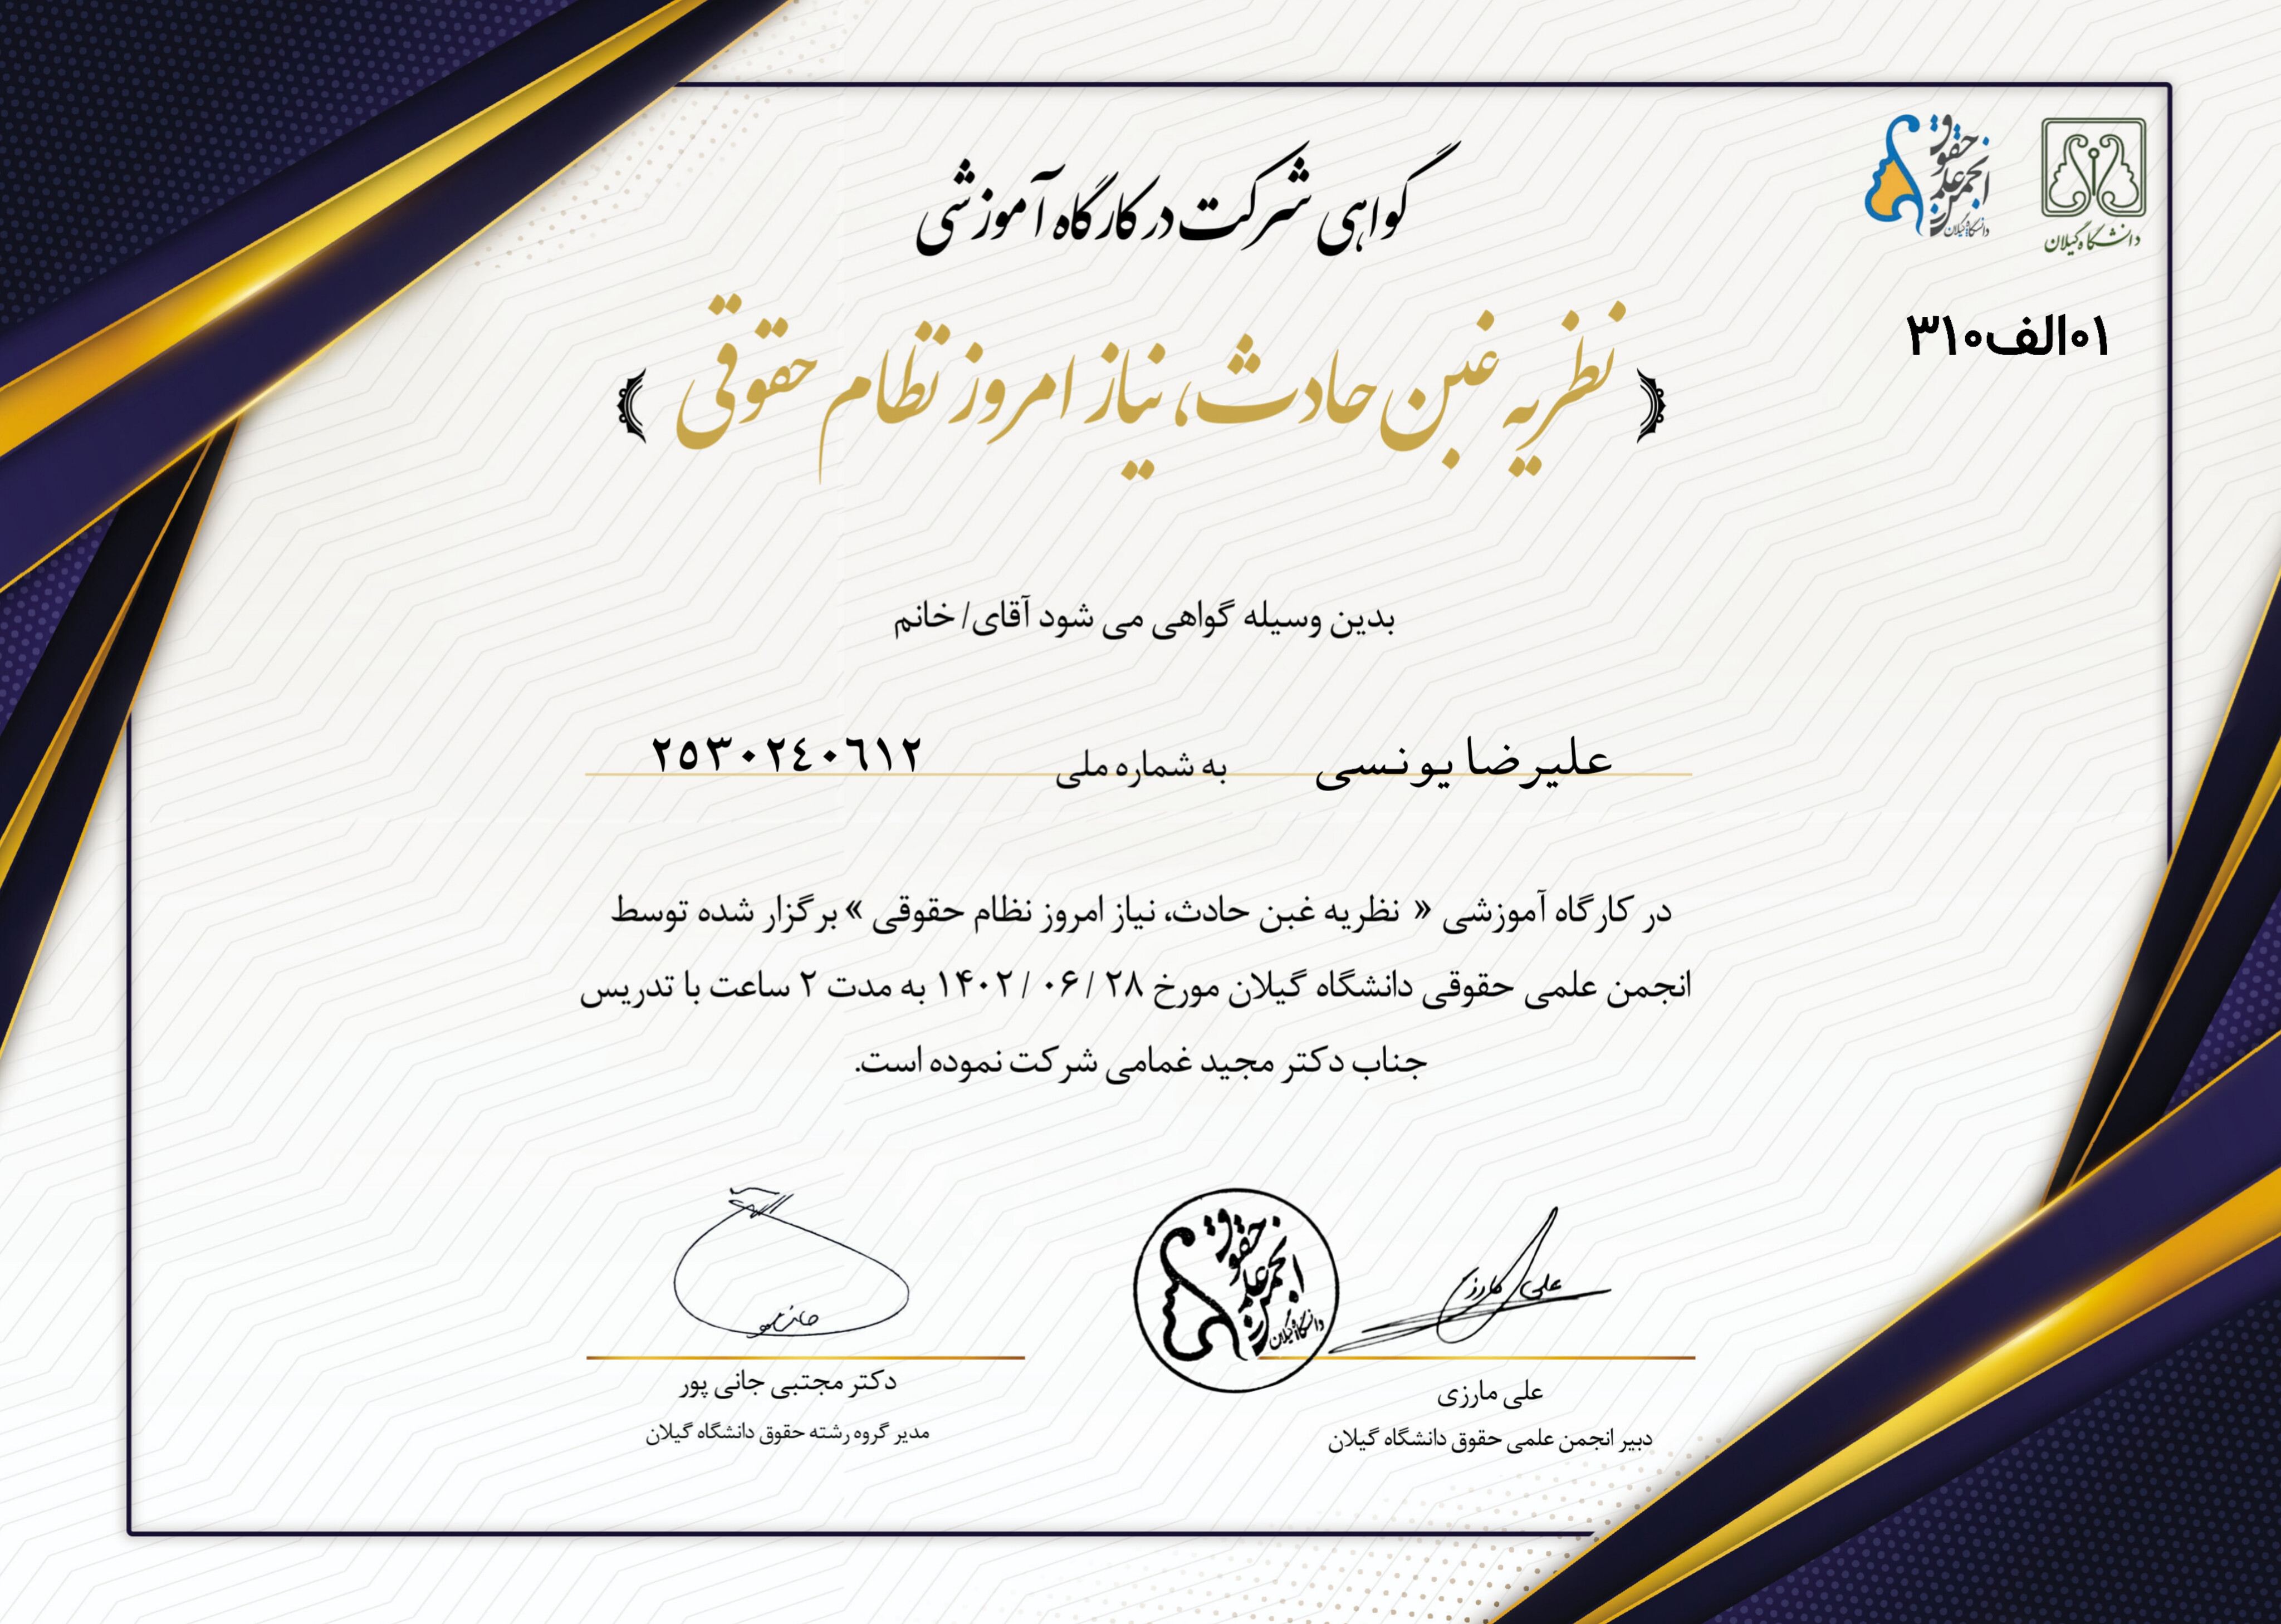 دانشگاه گیلان
انجمن علمی حقوق
دانشگاه گیلان
۰۱الف۳۱۰
گواهی شرکت در کارگاه آموزشی
﴿ نظریه غبن حادث، نیاز امروز نظام حقوقی ﴾
بدین وسیله گواهی می شود آقای/ خانم
علیرضا یونسی به شماره ملی ٢٥٣٠٢٤٠٦١٢
در کارگاه آموزشی « نظریه غبن حادث، نیاز امروز نظام حقوقی » برگزار شده توسط
انجمن علمی حقوقی دانشگاه گیلان مورخ ۲۸ / ۰۶ / ۱۴۰۲ به مدت ۲ ساعت با تدریس
جناب دکتر مجید غمامی شرکت نموده است.
انجمن علمی حقوق
دانشگاه گیلان
علی مارزی
دبیر انجمن علمی حقوق دانشگاه گیلان
دکتر مجتبی جانی پور
مدیر گروه رشته حقوق دانشگاه گیلان